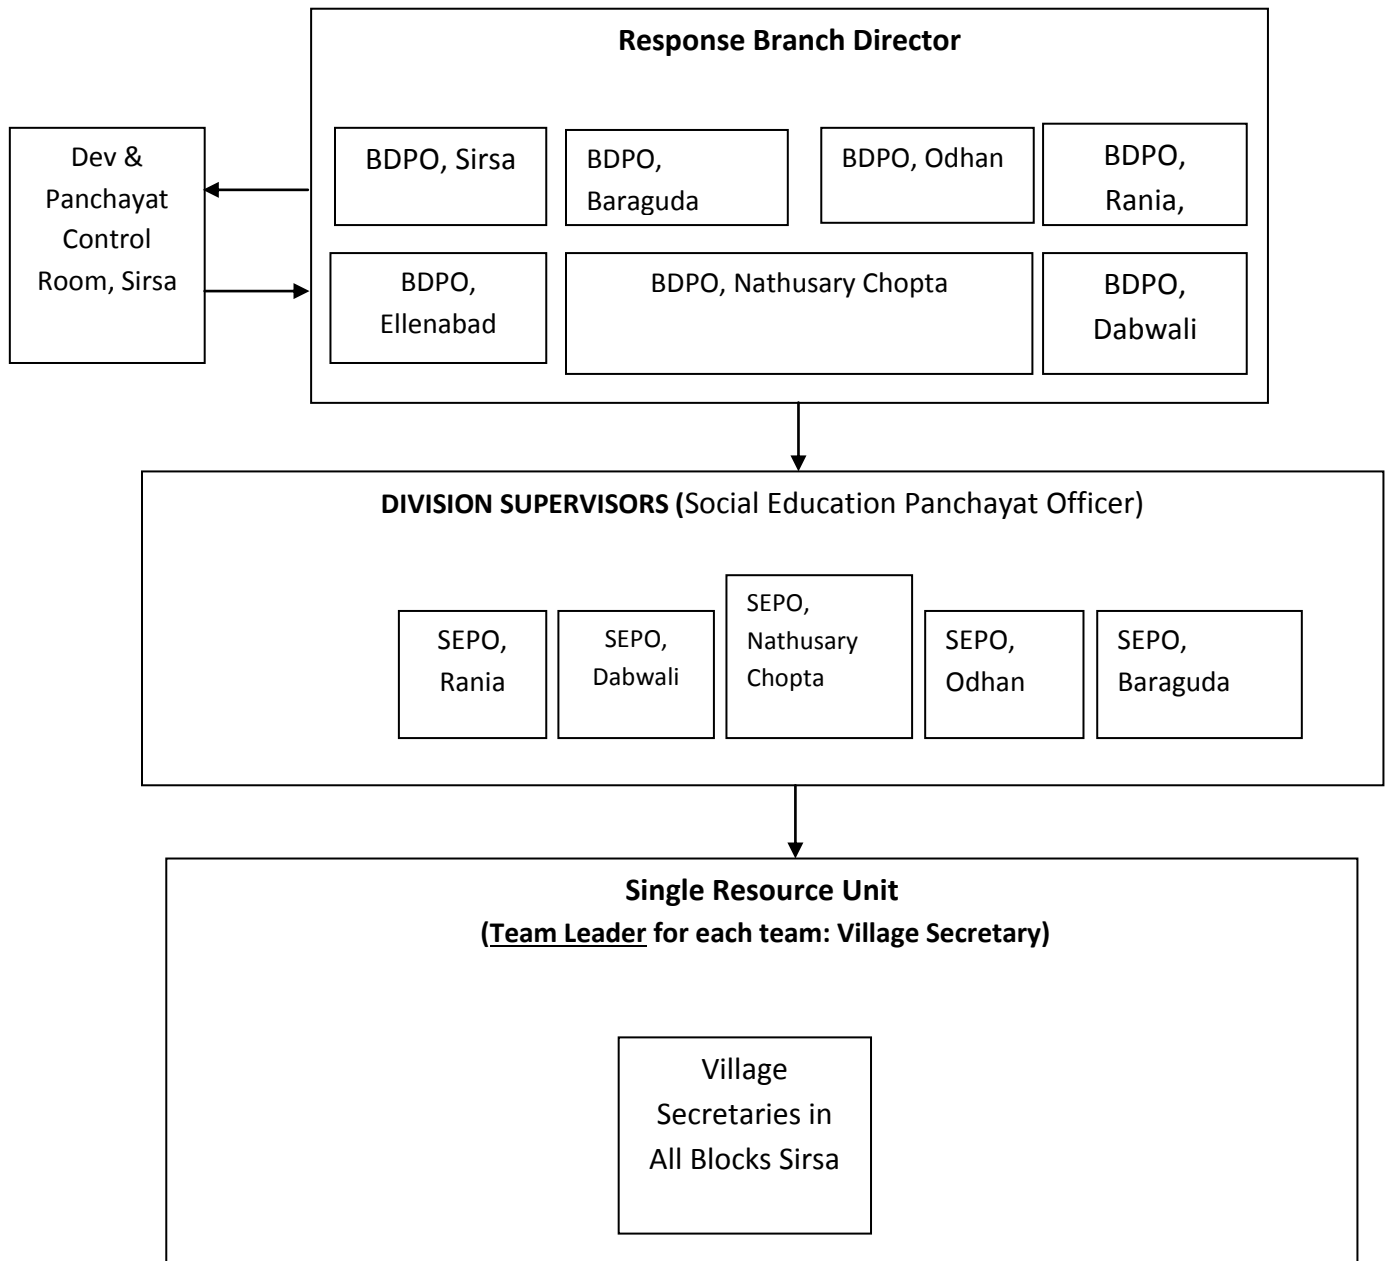 Response Branch Director
Dev &
Panchayat
Control
Room, Sirsa
BDPO, Sirsa
BDPO,
Baraguda
BDPO, Odhan
BDPO,
Rania,
BDPO,
Ellenabad
BDPO, Nathusary Chopta
BDPO,
Dabwali
DIVISION SUPERVISORS (Social Education Panchayat Officer)
SEPO,
Rania
SEPO,
Dabwali
SEPO,
Nathusary
Chopta
SEPO,
Odhan
SEPO,
Baraguda
Single Resource Unit
(Team Leader for each team: Village Secretary)
Village
Secretaries in
All Blocks Sirsa